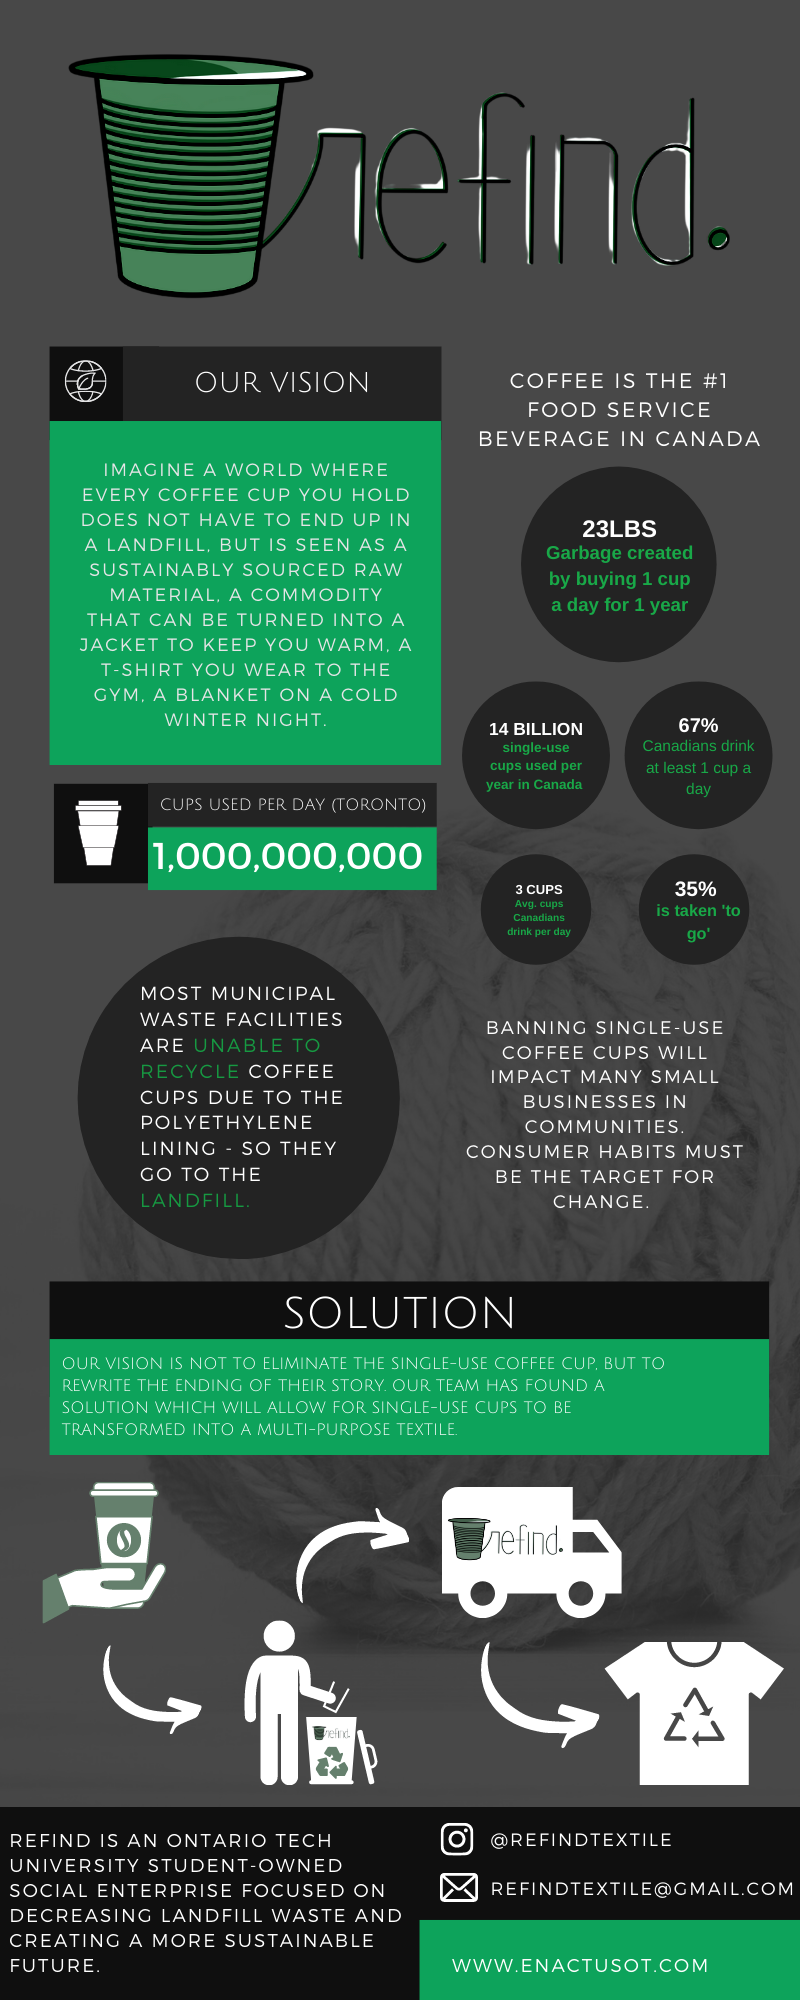 refind.
OUR VISION
IMAGINE A WORLD WHERE
EVERY COFFEE CUP YOU HOLD
DOES NOT HAVE TO END UP IN
A LANDFILL, BUT IS SEEN AS A
SUSTAINABLY SOURCED RAW
MATERIAL, A COMMODITY
THAT CAN BE TURNED INTO A
JACKET TO KEEP YOU WARM, A
T-SHIRT YOU WEAR TO THE
GYM, A BLANKET ON A COLD
WINTER NIGHT.
CUPS USED PER DAY (TORONTO)
1,000,000,000
COFFEE IS THE #1
FOOD SERVICE
BEVERAGE IN CANADA
23LBS
Garbage created
by buying 1 cup
a day for 1 year
14 BILLION
single-use
cups used per
year in Canada
67%
Canadians drink
at least 1 cup a
day
3 CUPS
Avg. cups
Canadians
drink per day
35%
is taken 'to
go'
MOST MUNICIPAL
WASTE FACILITIES
ARE UNABLE TO
RECYCLE COFFEE
CUPS DUE TO THE
POLYETHYLENE
LINING - SO THEY
GO TO THE
LANDFILL.
BANNING SINGLE-USE
COFFEE CUPS WILL
IMPACT MANY SMALL
BUSINESSES IN
COMMUNITIES.
CONSUMER HABITS MUST
BE THE TARGET FOR
CHANGE.
SOLUTION
OUR VISION IS NOT TO ELIMINATE THE SINGLE-USE COFFEE CUP, BUT TO
REWRITE THE ENDING OF THEIR STORY. OUR TEAM HAS FOUND A
SOLUTION WHICH WILL ALLOW FOR SINGLE-USE CUPS TO BE
TRANSFORMED INTO A MULTI-PURPOSE TEXTILE.
refind.
refind.
REFIND IS AN ONTARIO TECH
UNIVERSITY STUDENT-OWNED
SOCIAL ENTERPRISE FOCUSED ON
DECREASING LANDFILL WASTE AND
CREATING A MORE SUSTAINABLE
FUTURE.
@REFINDTEXTILE
REFINDTEXTILE@GMAIL.COM
WWW.ENACTUSOT.COM